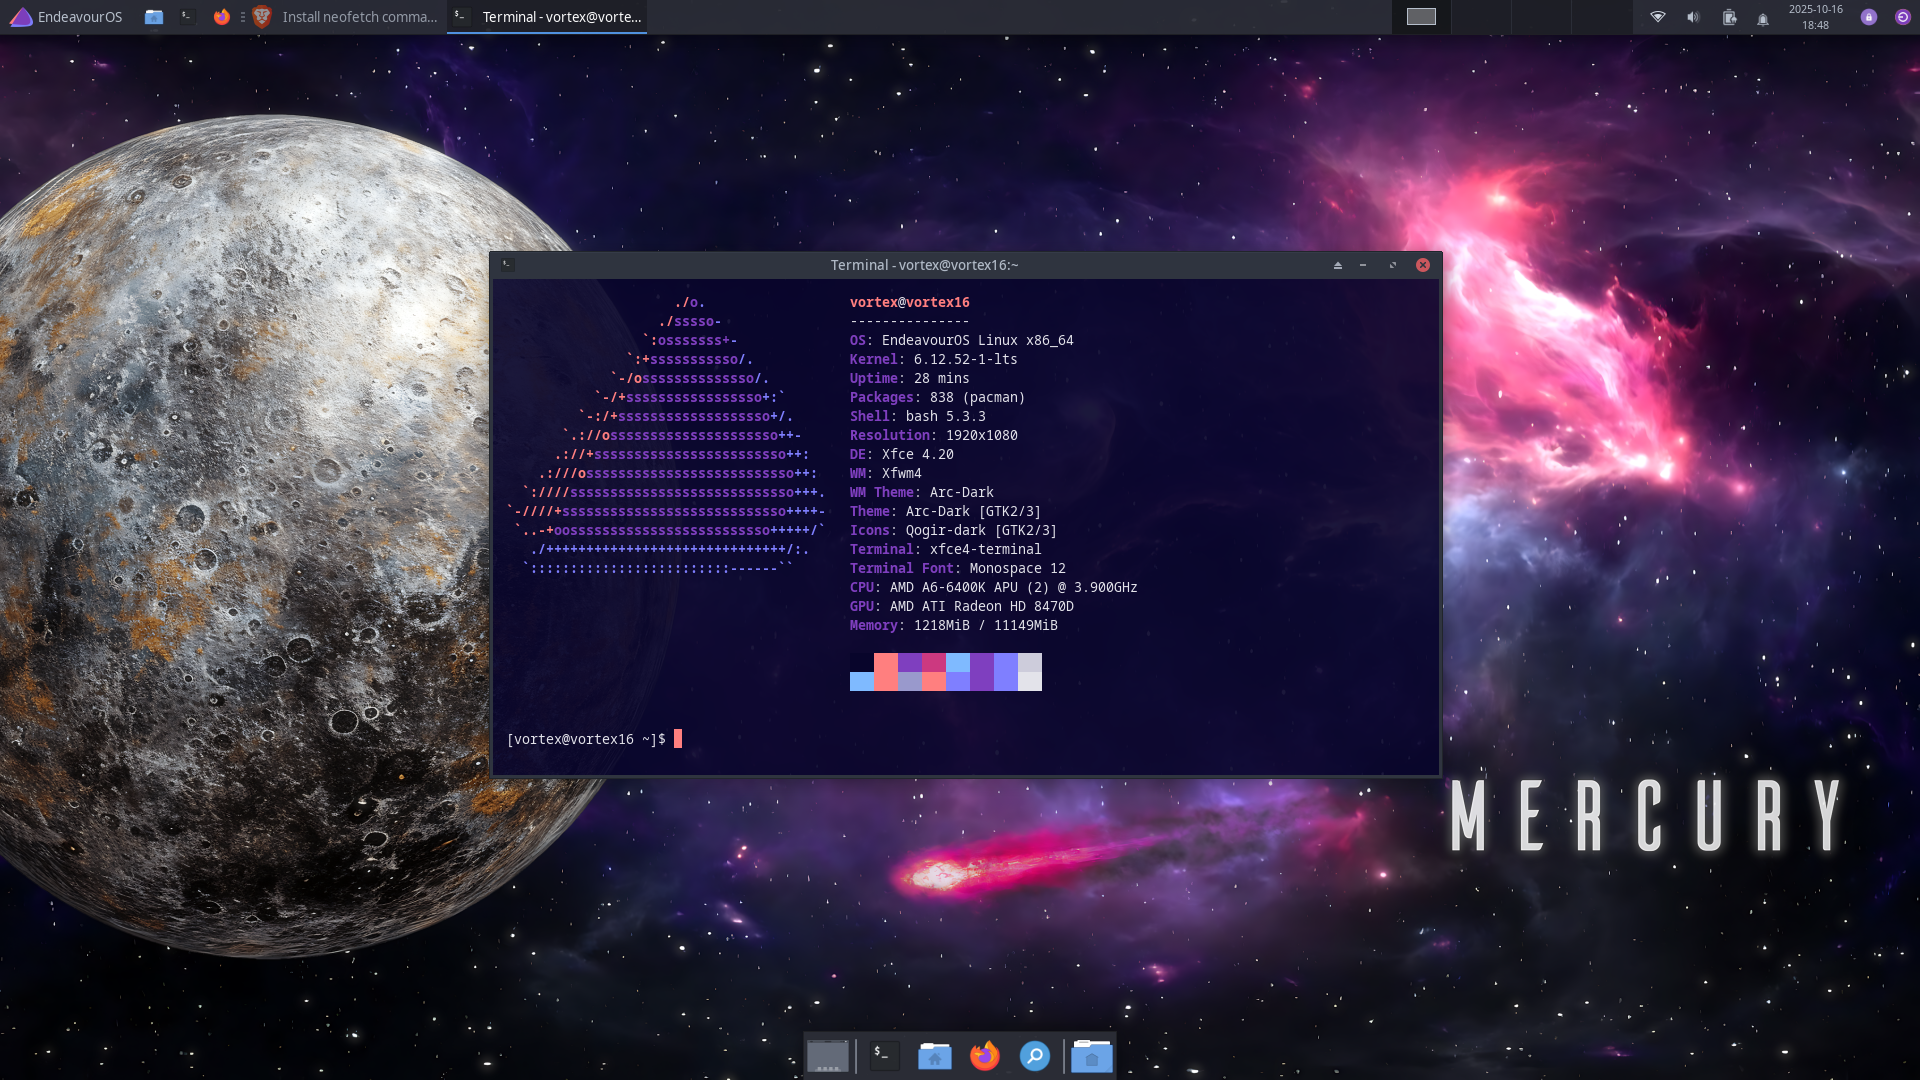 EndeavourOS
Install neofetch comma...
Terminal - vortex@vorte...
2025-10-16
18:48
Terminal - vortex@vortex16:~
./o.
./sssso-
`:osssssss+-
`:+sssssssssso/.
`-/ossssssssssssso/.
`-/+sssssssssssssssso+:`
`-:/+sssssssssssssssssso+/.
`.://osssssssssssssssssssso++-
.://+ssssssssssssssssssssssso++:
.:///ossssssssssssssssssssssssso++:
`:////ssssssssssssssssssssssssssso+++.
`-////+ssssssssssssssssssssssssssso++++-
`..-+oosssssssssssssssssssssssso+++++/`
./++++++++++++++++++++++++++++++/:.
`:::::::::::::::::::::::::------``
vortex@vortex16
---------------
OS: EndeavourOS Linux x86_64
Kernel: 6.12.52-1-lts
Uptime: 28 mins
Packages: 838 (pacman)
Shell: bash 5.3.3
Resolution: 1920x1080
DE: Xfce 4.20
WM: Xfwm4
WM Theme: Arc-Dark
Theme: Arc-Dark [GTK2/3]
Icons: Qogir-dark [GTK2/3]
Terminal: xfce4-terminal
Terminal Font: Monospace 12
CPU: AMD A6-6400K APU (2) @ 3.900GHz
GPU: AMD ATI Radeon HD 8470D
Memory: 1218MiB / 11149MiB
[vortex@vortex16 ~]$
MERCURY